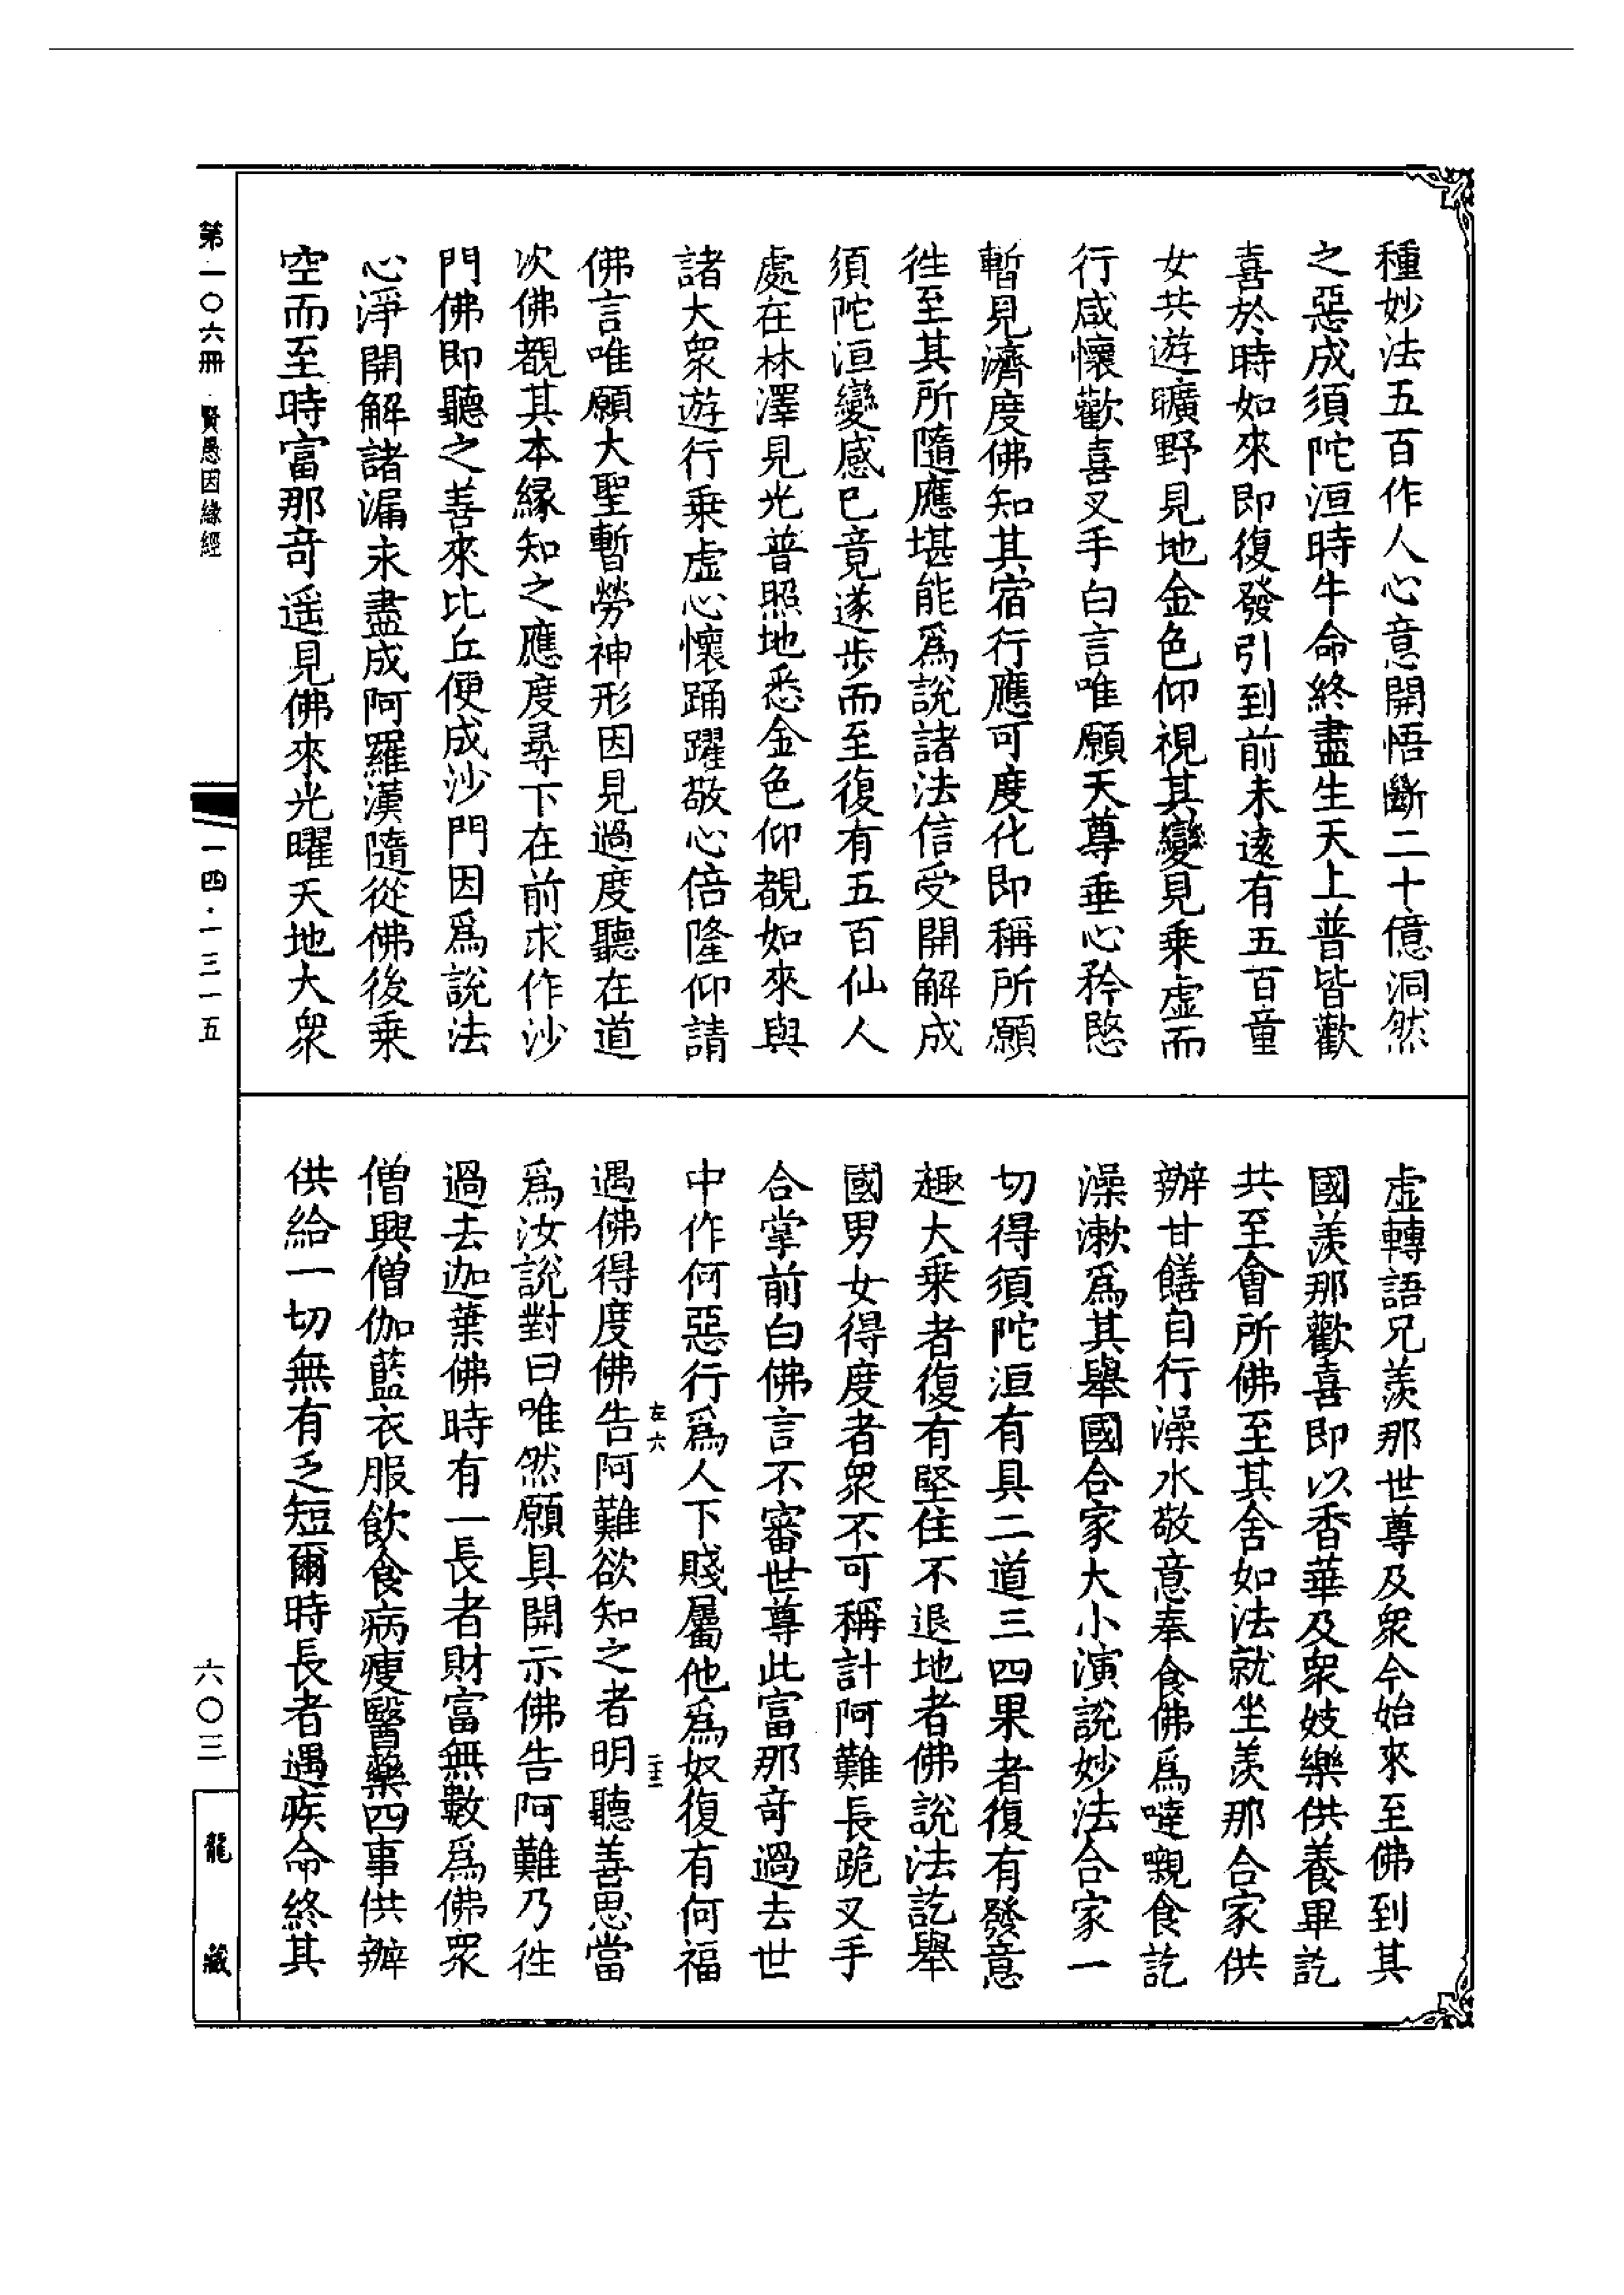 種妙法五百作人心意開悟斷二十億洞然
之惡成須陀洹時牛命終盡生天上普皆歡
喜於時如來即復發引到前未遠有五百童
女共遊曠野見地金色仰視其變見乗虛而
行咸懷歡喜叉手白言唯願天尊垂心矜愍
暫見濟度佛知其宿行應可度化即稱所願
徃至其所隨應堪能爲說諸法信受開解成
須陀洹變感已竟遂步而至復有五百仙人
處在林澤見光普照地悉金色仰覩如來與
諸大衆遊行乗虛心懷踊躍敬心倍隆仰請
佛言唯願大聖暫勞神形因見過度聽在道
次佛覩其本緣知之應度尋下在前求作沙
門佛即聽之善來比丘便成沙門因爲說法
心淨開解諸漏永盡成阿羅漢隨從佛後乗
空而至時富那奇遥見佛來光曜天地大衆
虛轉語兄羨那世尊及衆今始來至佛到其
國羨那歡喜即以香華及衆妓樂供養畢訖
共至會所佛至其舍如法就坐羨那合家供
辦甘饍自行澡水敬意奉食佛爲噠嚫食訖
澡漱爲其舉國合家大小演說妙法合家一
切得須陀洹有具二道三四果者復有發意
趣大乗者復有堅住不退地者佛說法訖舉
國男女得度者衆不可稱計阿難長跪叉手
合掌前白佛言不審世尊此富那奇過去世
中作何惡行爲人下賤屬他爲奴復有何福
左六
二十三
遇佛得度佛告阿難欲知之者明聽善思當
爲汝說對曰唯然願具開示佛告阿難乃徃
過去迦葉佛時有一長者財富無數爲佛衆
僧興僧伽藍衣服飲食病瘦醫藥四事供辦
供給一切無有乏短爾時長者遇疾命終其
第一〇六冊 賢愚因緣經
一四·一三一五
六〇三
龍藏